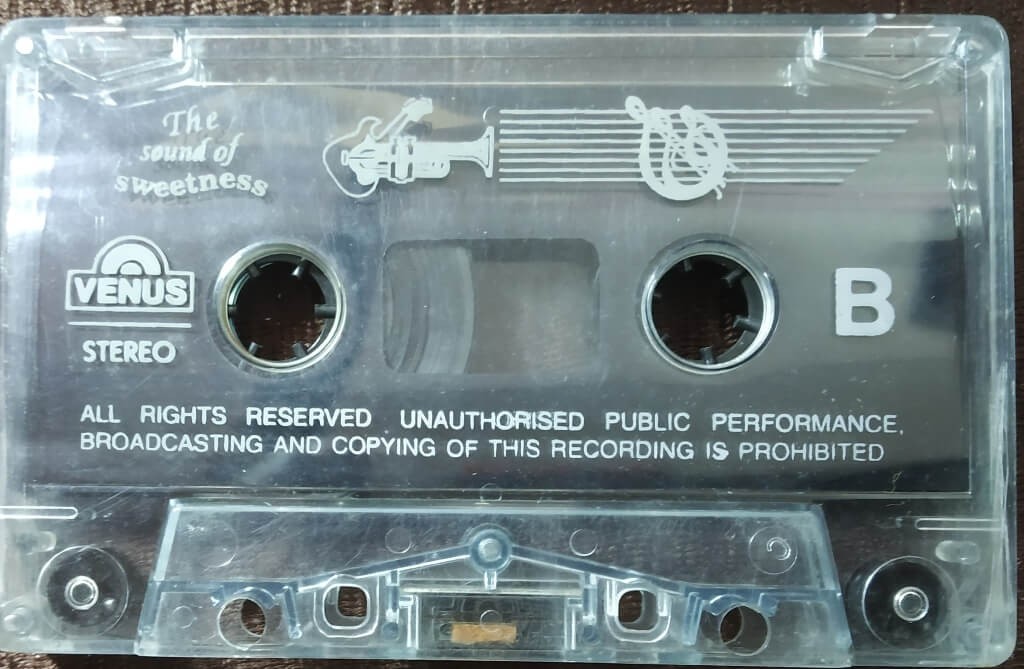 The
sound of
sweetness
VENUS
STEREO
B
ALL RIGHTS RESERVED UNAUTHORISED PUBLIC PERFORMANCE,
BROADCASTING AND COPYING OF THIS RECORDING IS PROHIBITED